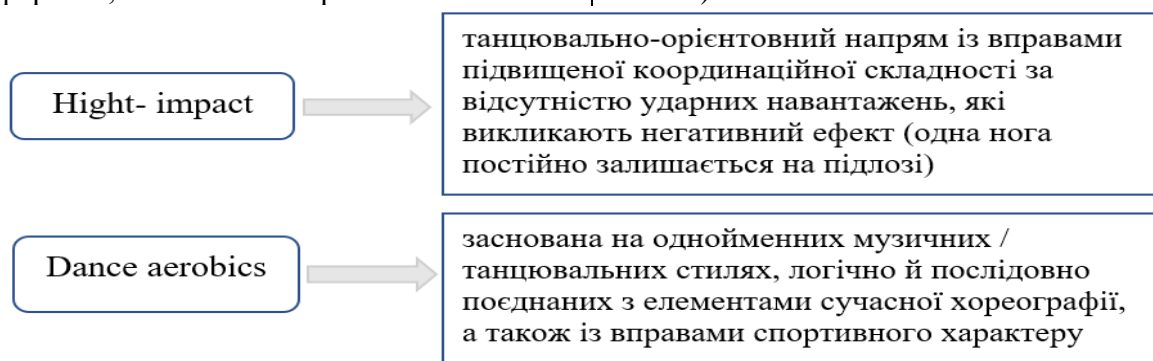 Hight- impact
танцювально-орієнтовний напрям із вправами
підвищеної координаційної складності за
відсутністю ударних навантажень, які
викликають негативний ефект (одна нога
постійно залишається на підлозі)
Dance aerobics
заснована на однойменних музичних /
танцювальних стилях, логічно й послідовно
поєднаних з елементами сучасної хореографії,
а також із вправами спортивного характеру